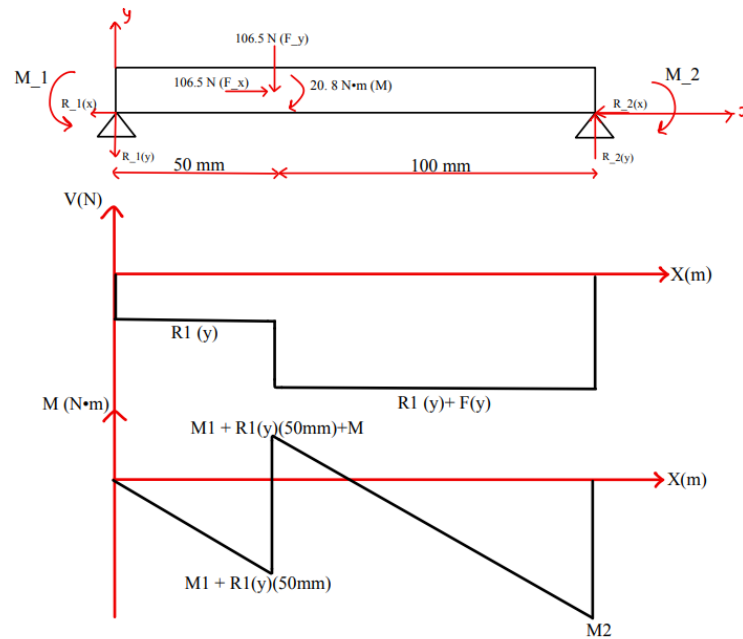 y
106.5 N (F_y)
M_1
106.5 N (F_x)
20. 8 N•m (M)
M_2
R_1(x)
R_2(x)
R_1(y)
R_2(y)
50 mm
100 mm
V(N)
X(m)
R1 (y)
R1 (y)+ F(y)
M (N•m)
M1 + R1(y)(50mm)+M
X(m)
M1 + R1(y)(50mm)
M2